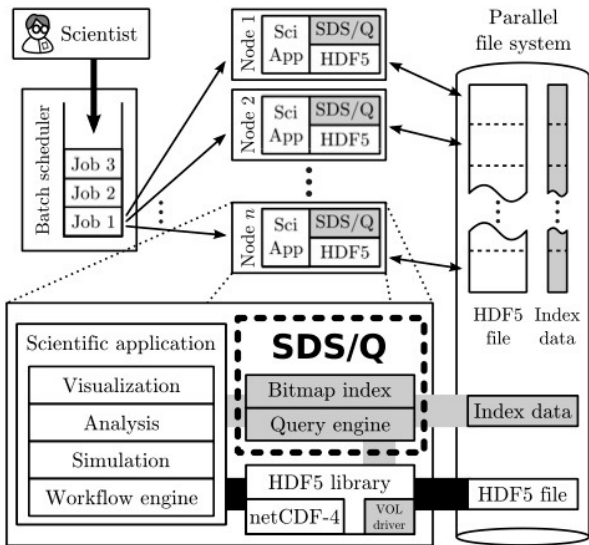 Scientist
Batch scheduler
Job 3
Job 2
Job 1
Node 1
Sci
App
SDS/Q
HDF5
Node 2
Sci
App
SDS/Q
HDF5
Node n
Sci
App
SDS/Q
HDF5
Parallel
file system
HDF5
file
Index
data
Scientific application
Visualization
Analysis
Simulation
Workflow engine
SDS/Q
Bitmap index
Query engine
HDF5 library
netCDF-4
VOL
driver
Index data
HDF5 file